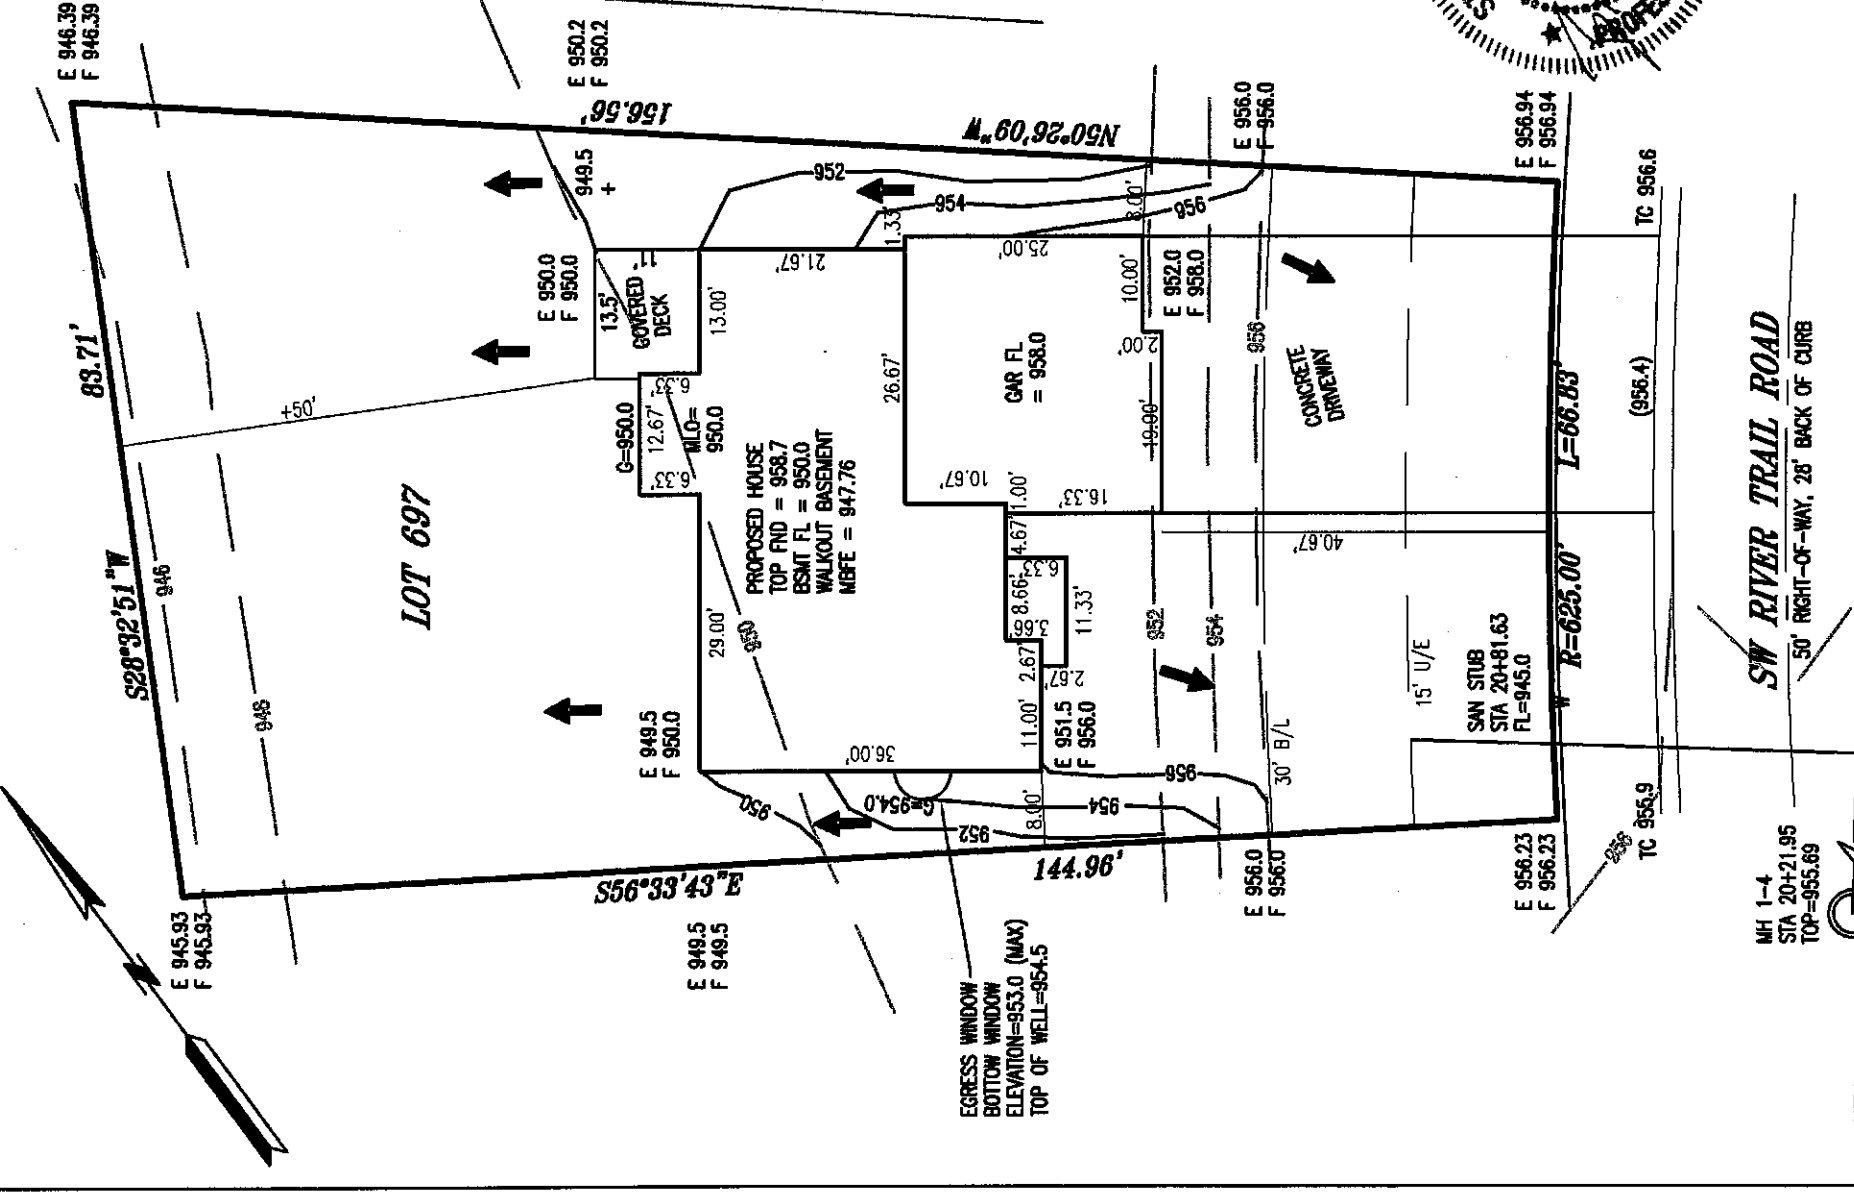 E 946.39
F 946.39
E 950.2
F 950.2
PROFES
83.71'
S28°32'51"W
156.56'
N50°26'09"W
E 956.0
F 956.0
E 956.94
F 956.94
TC 956.6
946
948
+50'
LOT 697
949.5
+
952
954
956
8.00'
1.33'
E 950.0
F 950.0
13.5'
11'
COVERED
DECK
21.67'
13.00'
25.00'
10.00'
E 952.0
F 958.0
2.00'
956
G=950.0
12.67'
6.33'
6.33'
MLO=
950.0
26.67'
GAR FL
= 958.0
19.00'
CONCRETE
DRIVEWAY
PROPOSED HOUSE
TOP FND = 958.7
BSMT FL = 950.0
WALKOUT BASEMENT
MBFE = 947.76
10.67'
1.00'
16.33'
4.67'
6.33'
8.66'
3.66'
11.33'
2.67'
2.67'
11.00'
40.67'
29.00'
950
36.00'
952
954
15' U/E
30' B/L
SAN STUB
STA 20+81.63
FL=945.0
W
L=66.83'
R=625.00'
(956.4)
SW RIVER TRAIL ROAD
50' RIGHT-OF-WAY, 28' BACK OF CURB
E 949.5
F 950.0
E 951.5
F 956.0
950
G=954.0
952
954
956
8.00'
E 945.93
F 945.93
S56°33'43"E
144.96'
E 949.5
F 949.5
E 956.0
F 956.0
E 956.23
F 956.23
956
TC 955.9
EGRESS WINDOW
BOTTOW WINDOW
ELEVATION=953.0 (MAX)
TOP OF WELL=954.5
MH 1-4
STA 20+21.95
TOP=955.69